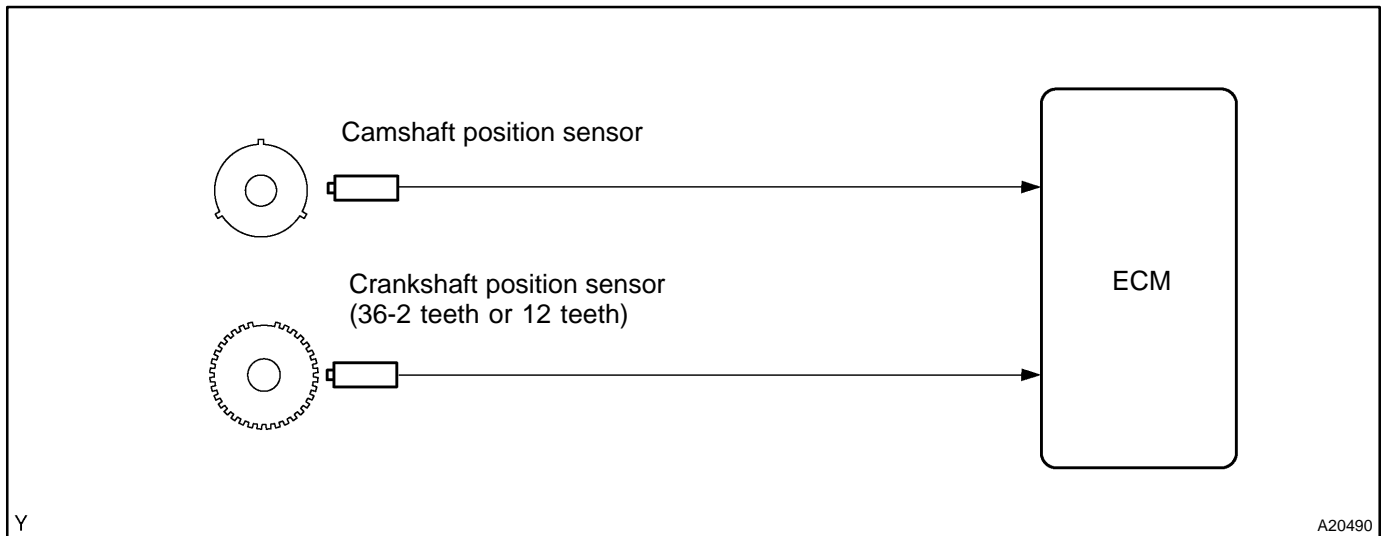 Camshaft position sensor
Crankshaft position sensor
(36-2 teeth or 12 teeth)
ECM
Y
A20490